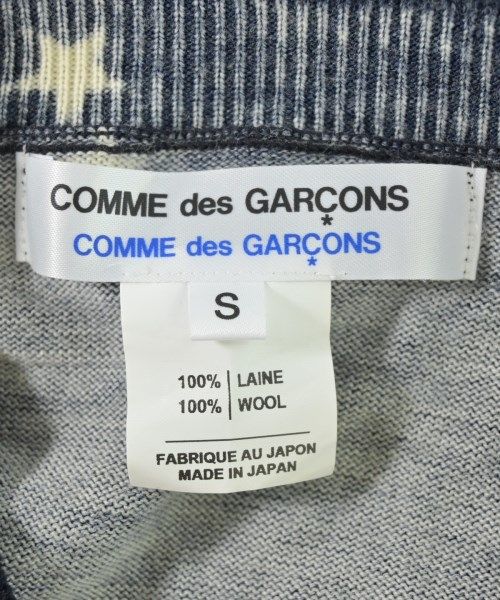 COMME des GARÇONS
COMME des GARÇONS
S
100% | LAINE
100% | WOOL
FABRIQUE AU JAPON
MADE IN JAPAN